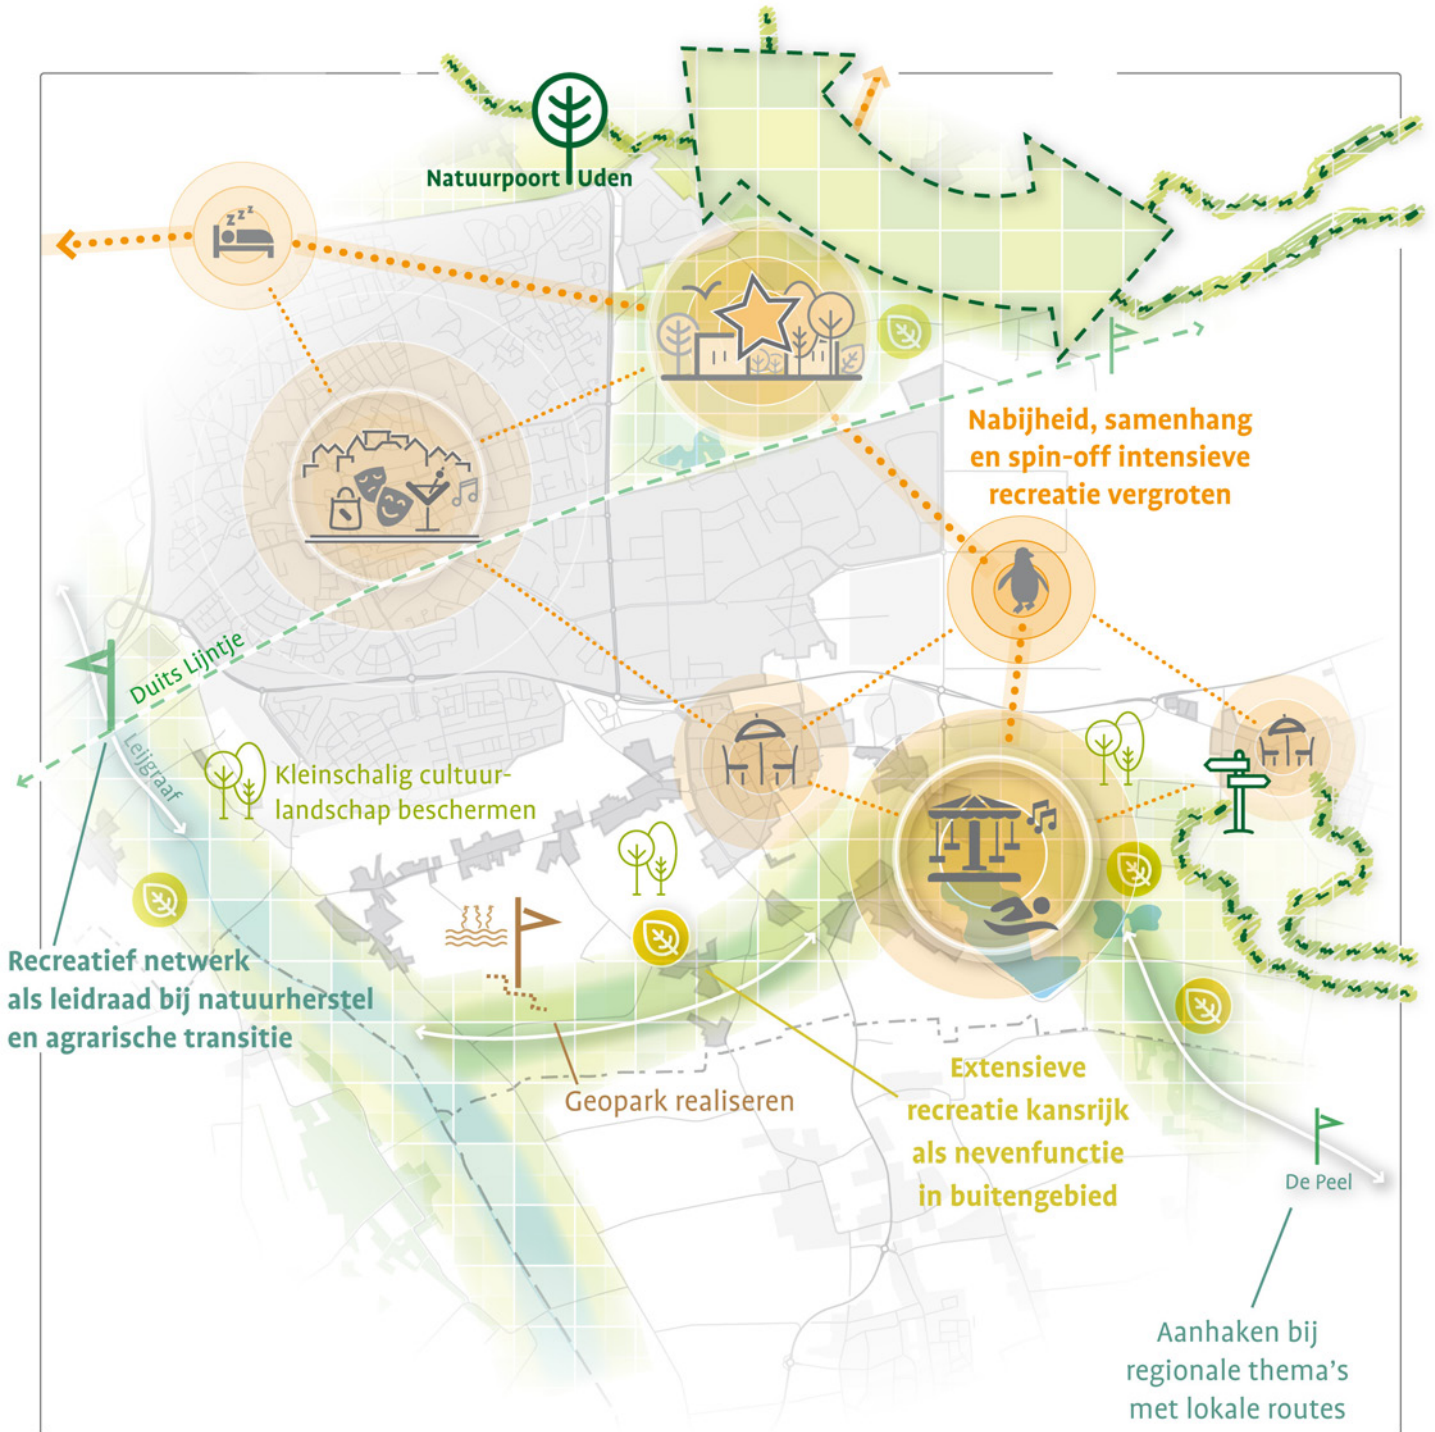 Natuurpoort Uden
zzz
Nabijheid, samenhang
en spin-off intensieve
recreatie vergroten
Duits Lijntje
Leijgraaf
Kleinschalig cultuur-
landschap beschermen
Recreatief netwerk
als leidraad bij natuurherstel
en agrarische transitie
Geopark realiseren
Extensieve
recreatie kansrijk
als nevenfunctie
in buitengebied
De Peel
Aanhaken bij
regionale thema's
met lokale routes